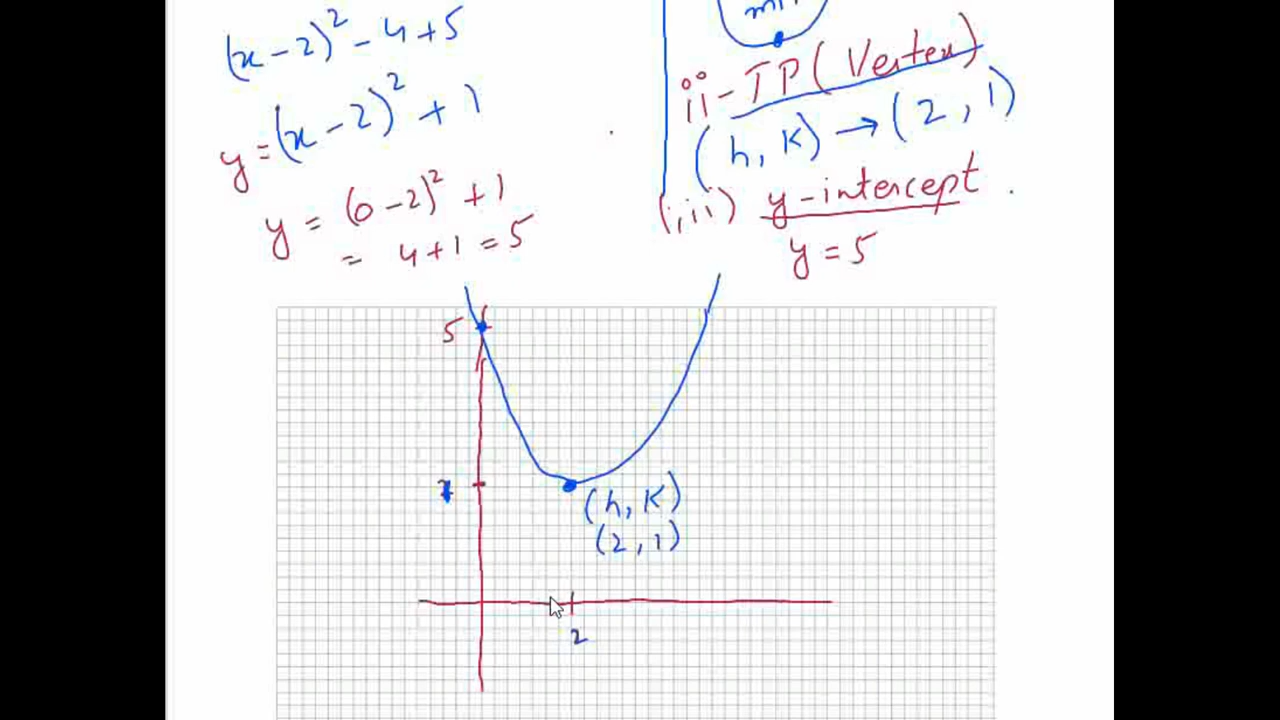 (x-2)² - 4 + 5
y = (x-2)² + 1
y = (0-2)² + 1
= 4+1 = 5
ii - TP (Vertex)
(h, K) → (2, 1)
(iii) y-intercept
y = 5
5
(h, K)
(2, 1)
2